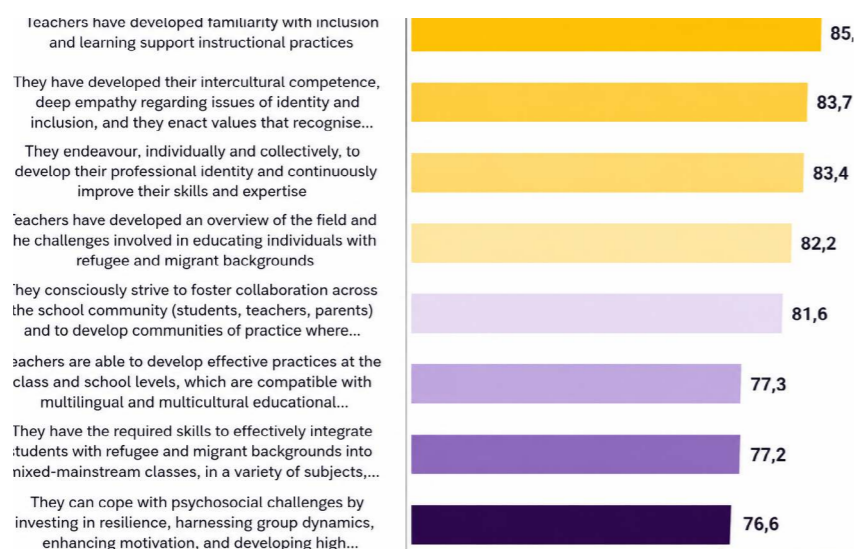 Teachers have developed familiarity with inclusion
and learning support instructional practices
85,
They have developed their intercultural competence,
deep empathy regarding issues of identity and
inclusion, and they enact values that recognise...
83,7
They endeavour, individually and collectively, to
develop their professional identity and continuously
improve their skills and expertise
83,4
eachers have developed an overview of the field and
he challenges involved in educating individuals with
refugee and migrant backgrounds
82,2
hey consciously strive to foster collaboration across
the school community (students, teachers, parents)
and to develop communities of practice where...
81,6
eachers are able to develop effective practices at the
class and school levels, which are compatible with
multilingual and multicultural educational...
77,3
They have the required skills to effectively integrate
students with refugee and migrant backgrounds into
mixed-mainstream classes, in a variety of subjects,...
77,2
They can cope with psychosocial challenges by
investing in resilience, harnessing group dynamics,
enhancing motivation, and developing high...
76,6